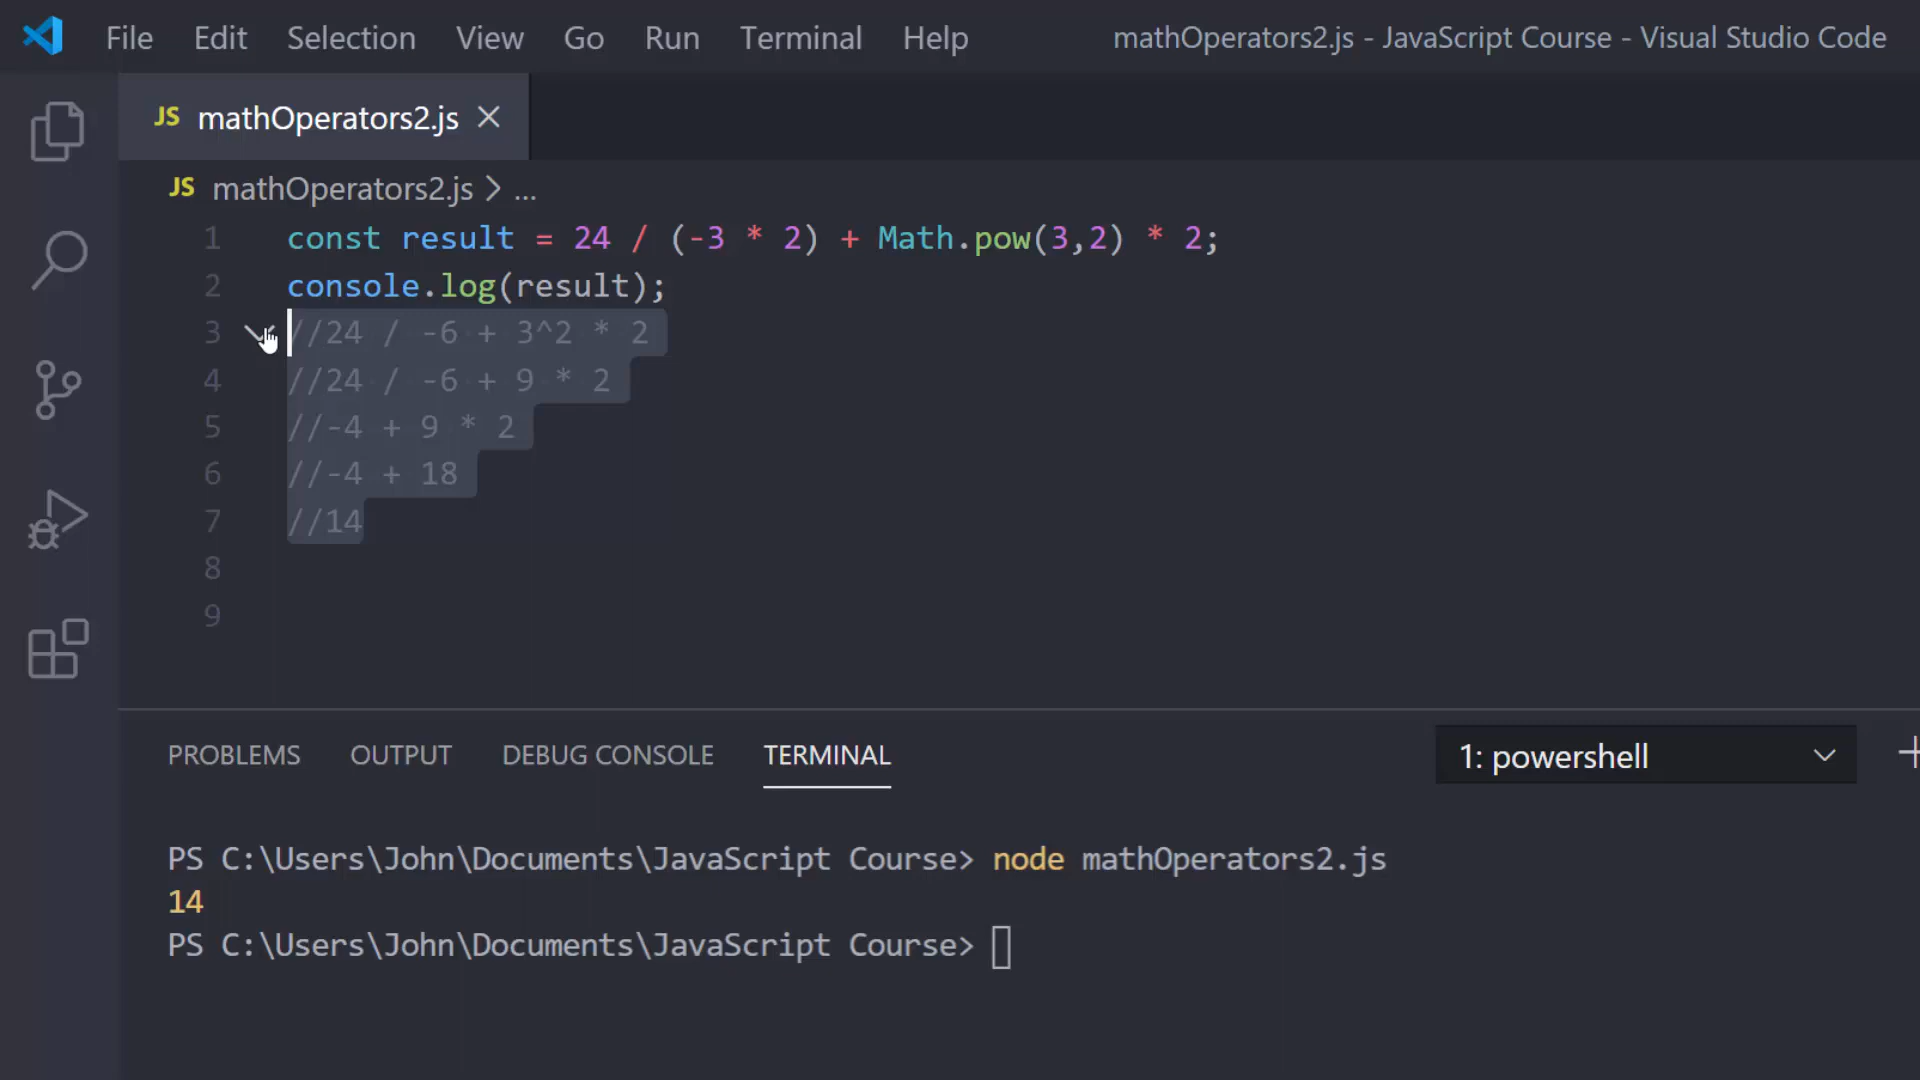 File Edit Selection View Go Run Terminal Help mathOperators2.js - JavaScript Course - Visual Studio Code
JS mathOperators2.js
JS mathOperators2.js > ...
1 const result = 24 / (-3 * 2) + Math.pow(3,2) * 2;
2 console.log(result);
3 //24 / -6 + 3^2 * 2
4 //24 / -6 + 9 * 2
5 //-4 + 9 * 2
6 //-4 + 18
7 //14
8
9
PROBLEMS OUTPUT DEBUG CONSOLE TERMINAL 1: powershell
PS C:\Users\John\Documents\JavaScript Course> node mathOperators2.js
14
PS C:\Users\John\Documents\JavaScript Course>